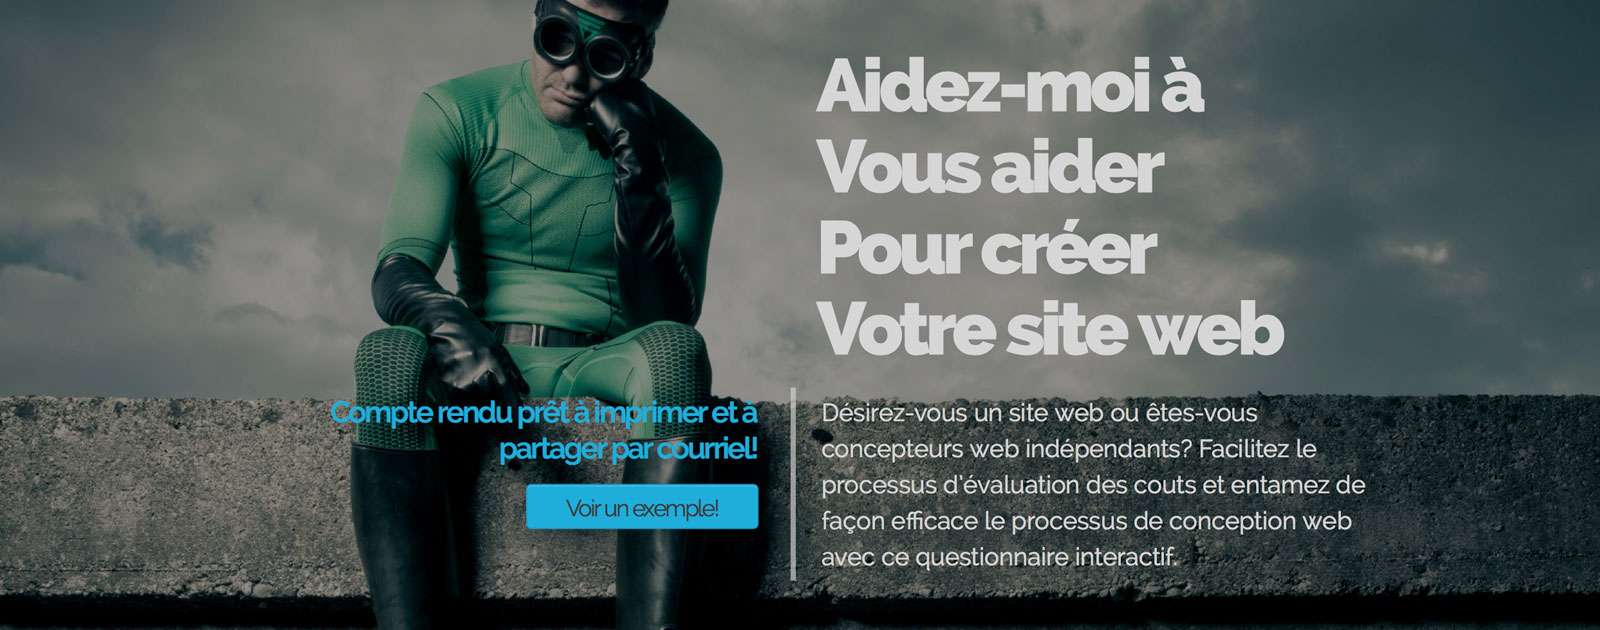 Aidez-moi à
Vous aider
Pour créer
Votre site web
Compte rendu prêt à imprimer et à
partager par courriel!
Voir un exemple!
Désirez-vous un site web ou êtes-vous
concepteurs web indépendants? Facilitez le
processus d'évaluation des couts et entamez de
façon efficace le processus de conception web
avec ce questionnaire interactif.